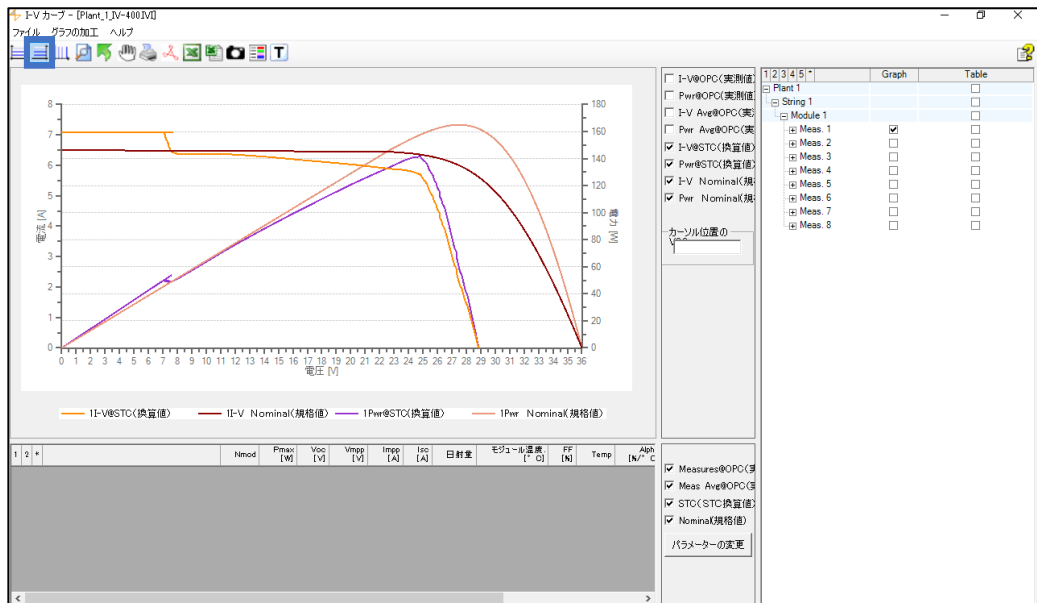 I-V カーブ - [Plant_1_IV-400.IVI]
ファイル グラフの加工 ヘルプ
T
8
7
6
5
4
3
2
1
0
電流 [A]
180
160
140
120
100
80
60
40
20
0
電力 [W]
0 1 2 3 4 5 6 7 8 9 10 11 12 13 14 15 16 17 18 19 20 21 22 23 24 25 26 27 28 29 30 31 32 33 34 35 36
電圧 [V]
1I-V@STC(換算値) 1I-V Nominal(規格値) 1Pwr@STC(換算値) 1Pwr Nominal(規格値)
I-V@OPC(実測値)
Pwr@OPC(実測値
I-V Avg@OPC(実
Pwr Avg@OPC(実
I-V@STC(換算値)
Pwr@STC(換算値)
I-V Nominal(規
Pwr Nominal(規
カーソル位置の
1 2 3 4 5 * Graph Table
Plant 1
String 1
Module 1
Meas. 1
Meas. 2
Meas. 3
Meas. 4
Meas. 5
Meas. 6
Meas. 7
Meas. 8
1 2 * Nmod Pmax [W] Voc [V] Vmpp [V] Impp [A] Isc [A] 日射量 モジュール温度. [° C] FF [%] Temp Alph [%/° C
Measures@OPC(実
Meas Avg@OPC(実
STC(STC換算値)
Nominal(規格値)
パラメーターの変更